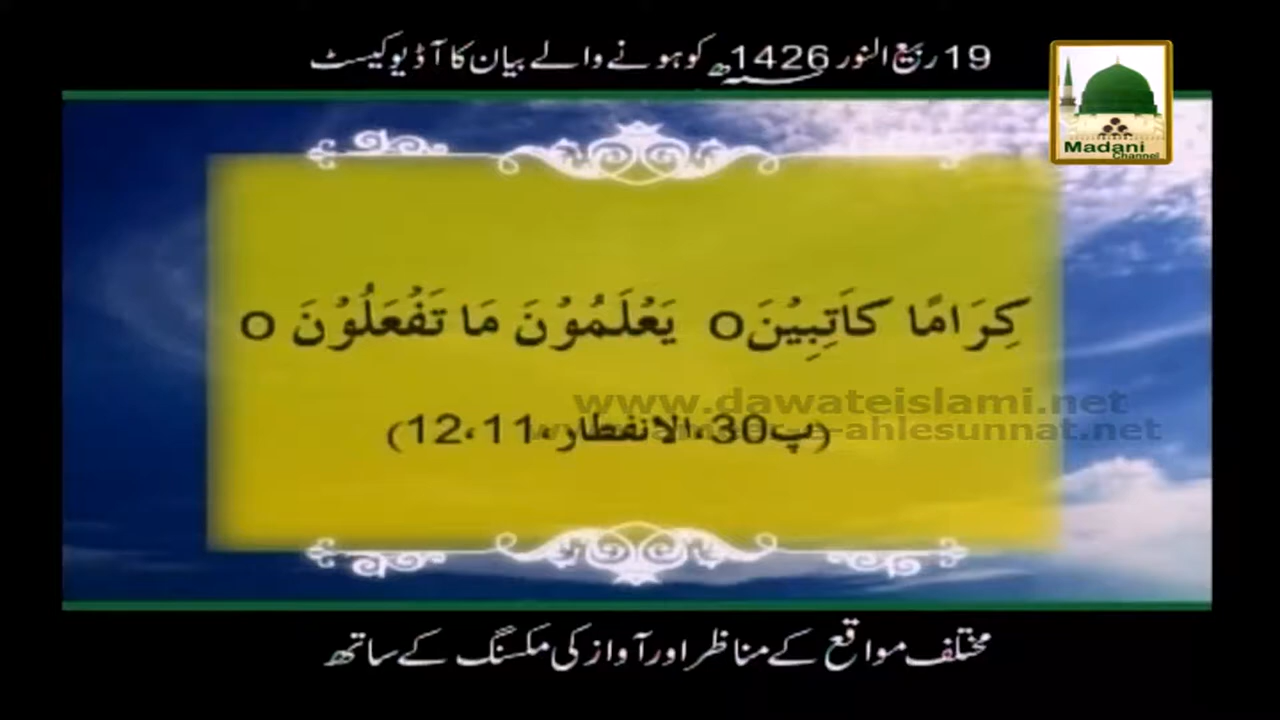 19 ربیع النور 1426ھ کو ہونے والے بیان کا آڈیو کیسٹ
Madani
Channel
كِرَامًا كَاتِبِيْنَ o يَعْلَمُوْنَ مَا تَفْعَلُوْنَ o
www.dawateislami.net
(پ30،الانفطار،11،12)
-ahlesunnat.net
مختلف مواقع کے مناظر اور آواز کی مکسنگ کے ساتھ